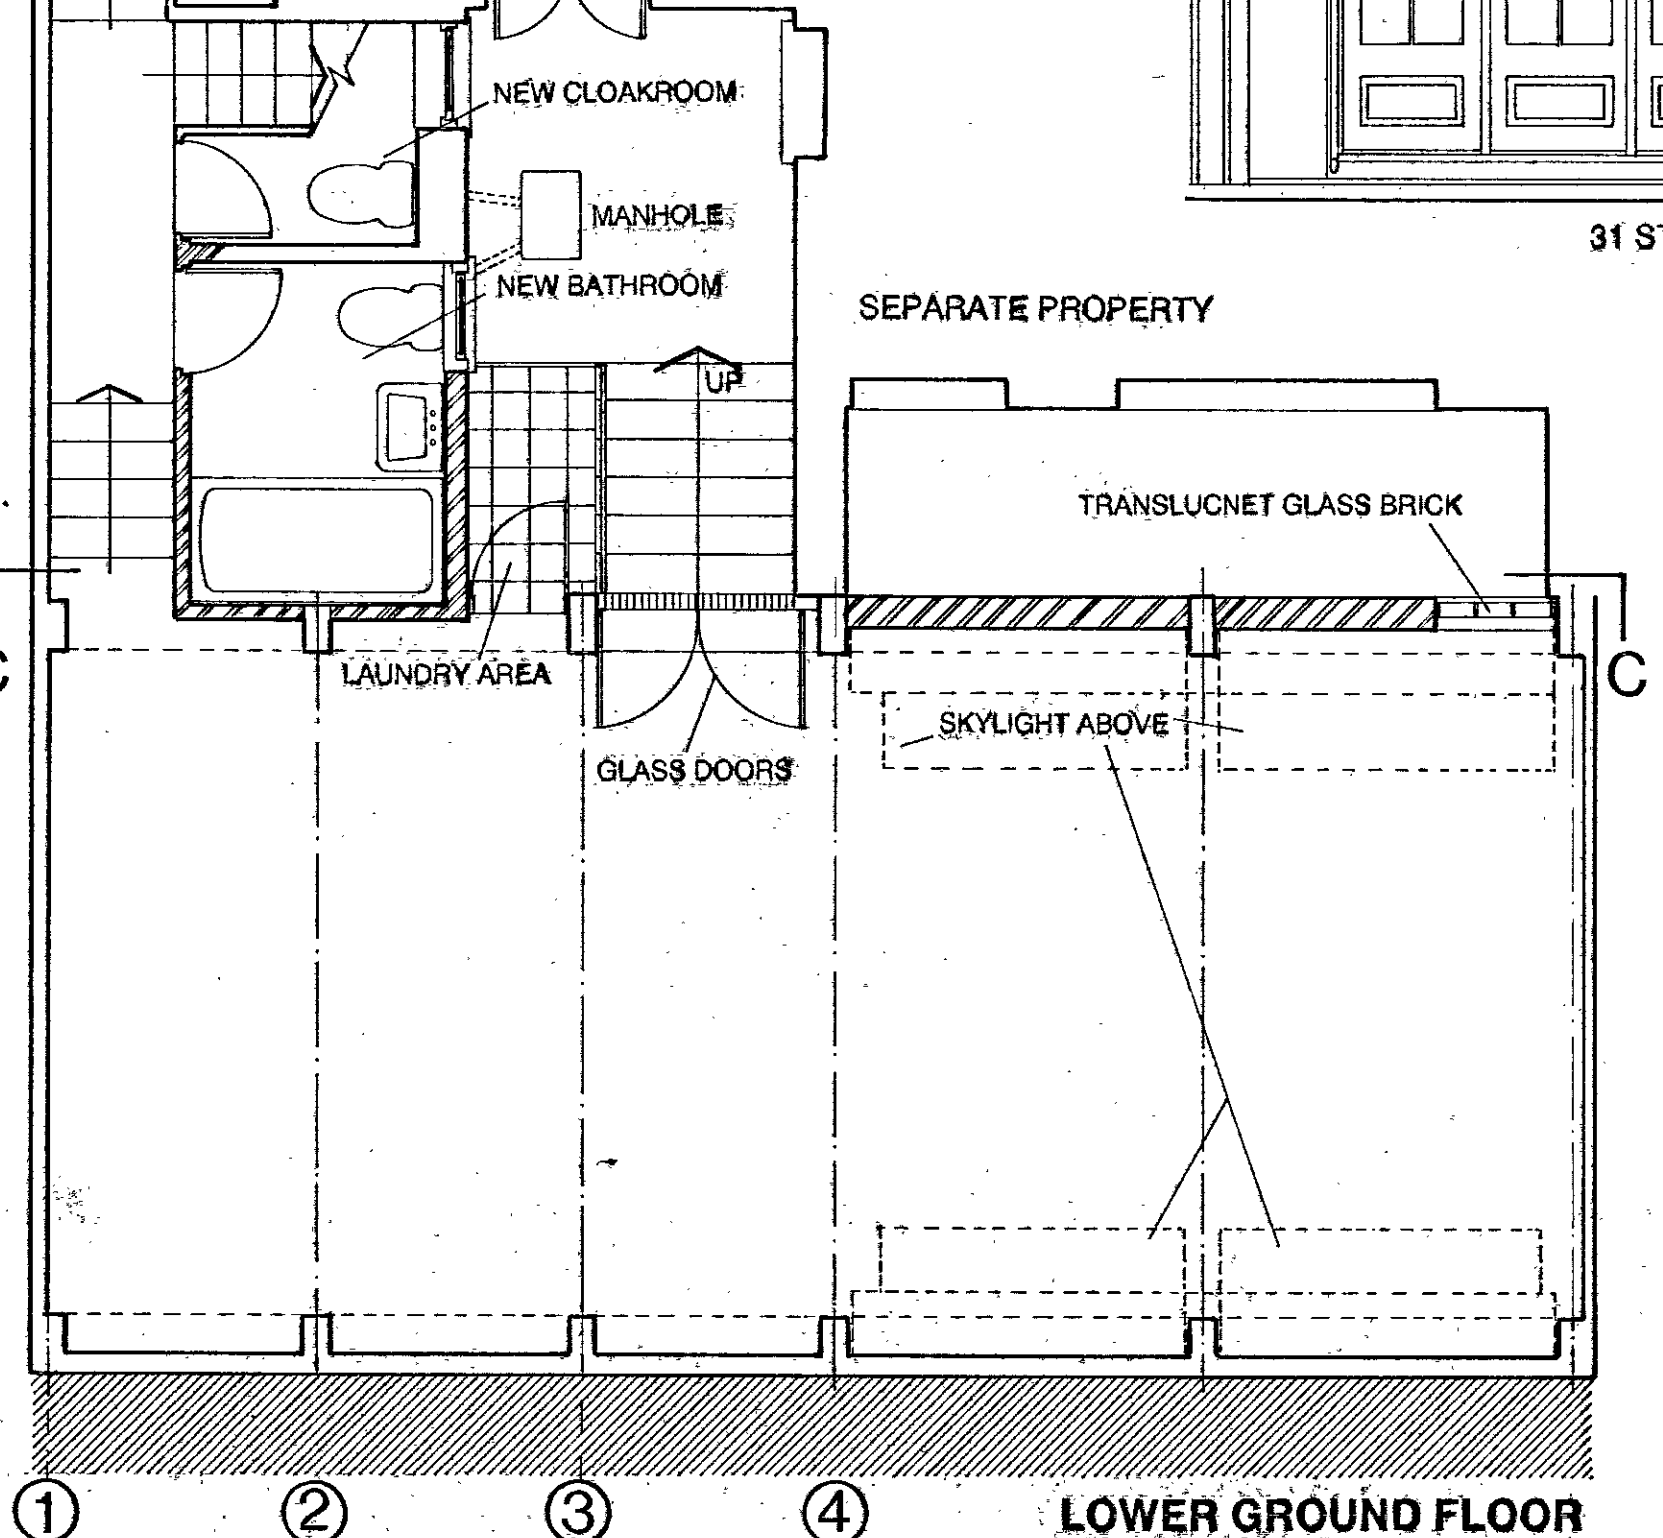 NEW CLOAKROOM
MANHOLE
31 ST
NEW BATHROOM
SEPARATE PROPERTY
UP
TRANSLUCNET GLASS BRICK
LAUNDRY AREA
C
C
SKYLIGHT ABOVE
GLASS DOORS
1
2
3
4
LOWER GROUND FLOOR